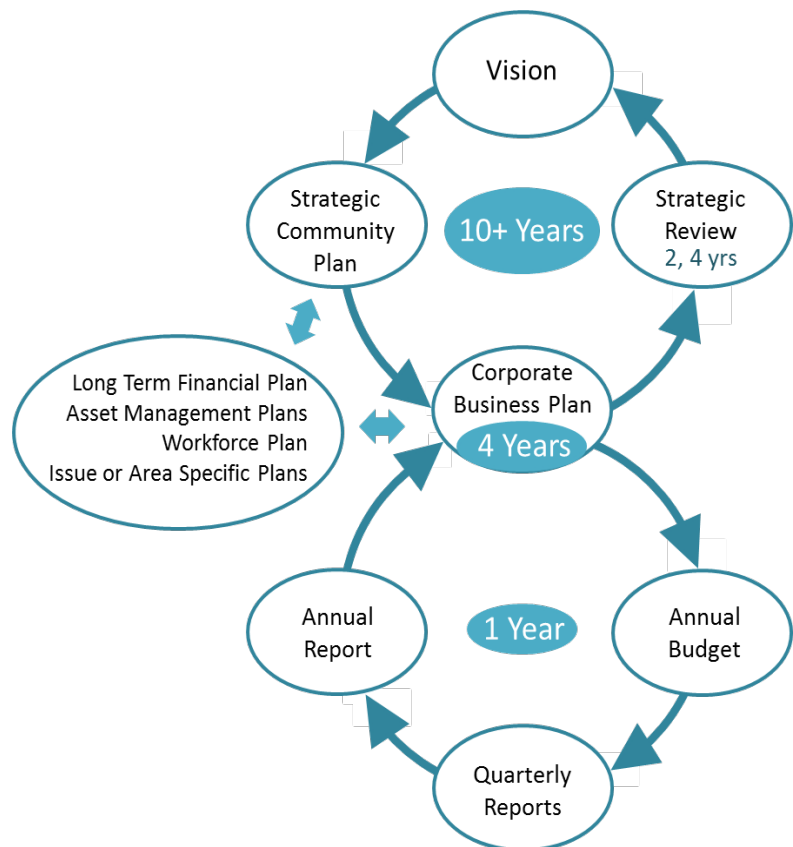 Vision
Strategic
Community
Plan
10+ Years
Strategic
Review
2, 4 yrs
Long Term Financial Plan
Asset Management Plans
Workforce Plan
Issue or Area Specific Plans
Corporate
Business Plan
4 Years
Annual
Report
1 Year
Annual
Budget
Quarterly
Reports